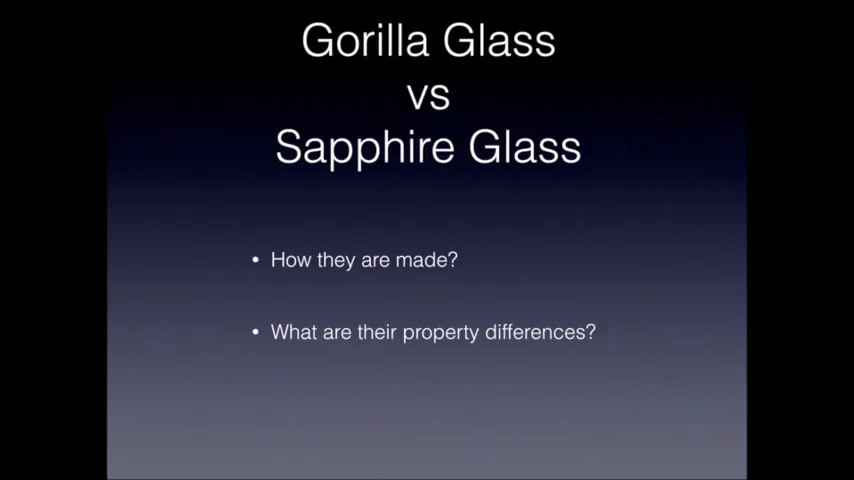 Gorilla Glass
vs
Sapphire Glass
• How they are made?
• What are their property differences?